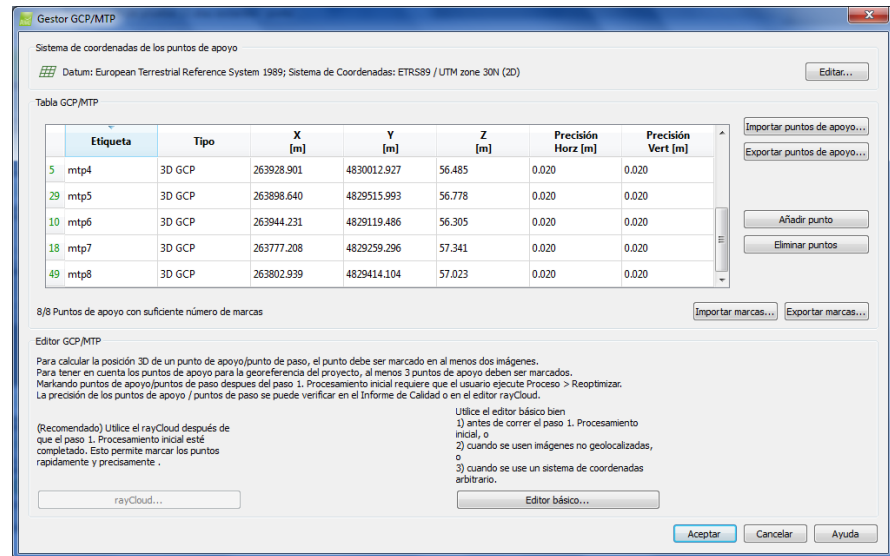 Gestor GCP/MTP
Sistema de coordenadas de los puntos de apoyo
Datum: European Terrestrial Reference System 1989; Sistema de Coordenadas: ETRS89 / UTM zone 30N (2D)
Editar...
Tabla GCP/MTP
Etiqueta Tipo X [m] Y [m] Z [m] Precisión Horz [m] Precisión Vert [m]
5 mtp4 3D GCP 263928.901 4830012.927 56.485 0.020 0.020
29 mtp5 3D GCP 263898.640 4829515.993 56.778 0.020 0.020
10 mtp6 3D GCP 263944.231 4829119.486 56.305 0.020 0.020
18 mtp7 3D GCP 263777.208 4829259.296 57.341 0.020 0.020
49 mtp8 3D GCP 263802.939 4829414.104 57.023 0.020 0.020
Importar puntos de apoyo...
Exportar puntos de apoyo...
Añadir punto
Eliminar puntos
8/8 Puntos de apoyo con suficiente número de marcas
Importar marcas... Exportar marcas...
Editor GCP/MTP
Para calcular la posición 3D de un punto de apoyo/punto de paso, el punto debe ser marcado en al menos dos imágenes.
Para tener en cuenta los puntos de apoyo para la georeferencia del proyecto, al menos 3 puntos de apoyo deben ser marcados.
Markando puntos de apoyo/puntos de paso despues del paso 1. Procesamiento inicial requiere que el usuario ejecute Proceso > Reoptimizar.
La precisión de los puntos de apoyo / puntos de paso se puede verificar en el Informe de Calidad o en el editor rayCloud.
(Recomendado) Utilice el rayCloud después de
que el paso 1. Procesamiento inicial esté
completado. Esto permite marcar los puntos
rapidamente y precisamente .
rayCloud...
Utilice el editor básico bien
1) antes de correr el paso 1. Procesamiento
inicial, o
2) cuando se usen imágenes no geolocalizadas,
o
3) cuando se use un sistema de coordenadas
arbitrario.
Editor básico...
Aceptar Cancelar Ayuda